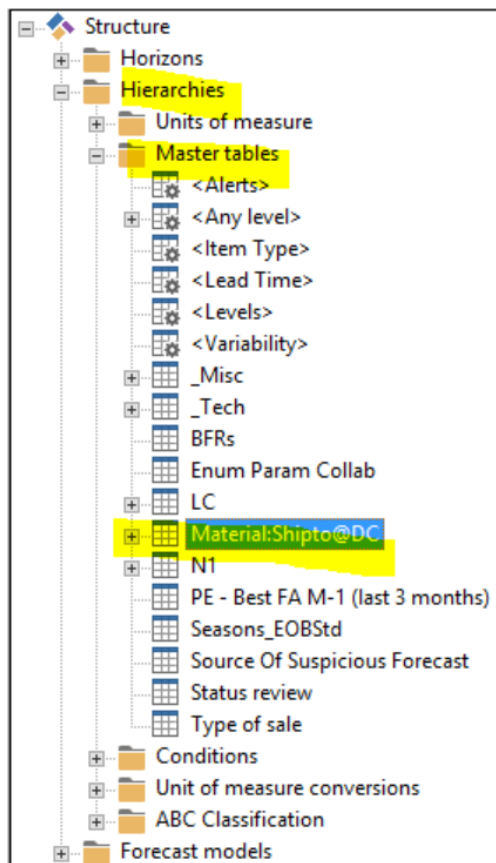 Structure
Horizons
Hierarchies
Units of measure
Master tables
<Alerts>
<Any level>
<Item Type>
<Lead Time>
<Levels>
<Variability>
_Misc
_Tech
BFRs
Enum Param Collab
LC
Material:Shipto@DC
N1
PE - Best FA M-1 (last 3 months)
Seasons_EOBStd
Source Of Suspicious Forecast
Status review
Type of sale
Conditions
Unit of measure conversions
ABC Classification
Forecast models